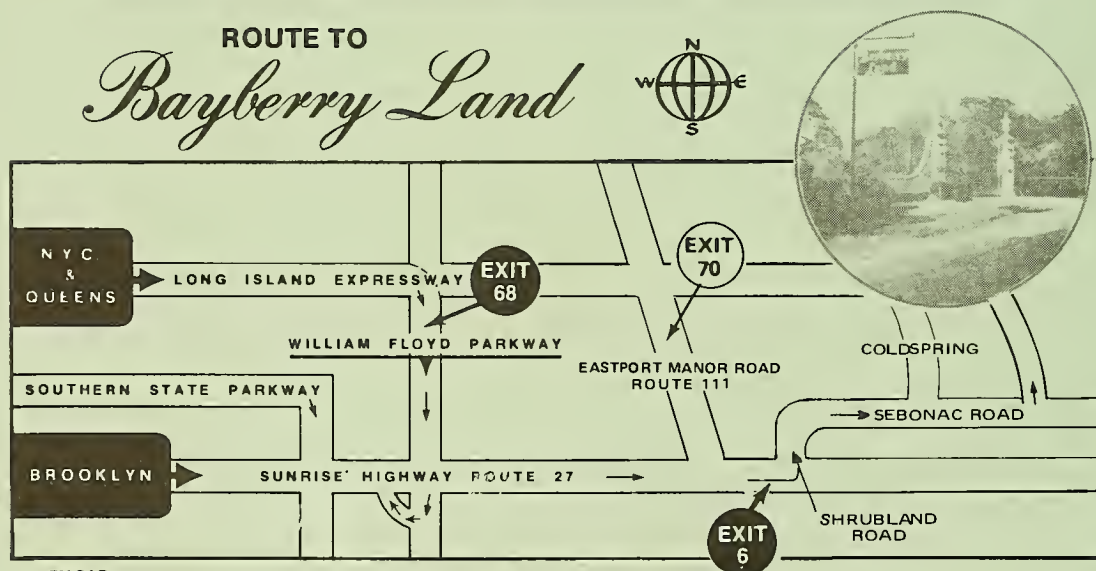 ROUTE TO
Bayberry Land
N
W E
S
N Y C
&
QUEENS
LONG ISLAND EXPRESSWAY
EXIT
68
EXIT
70
WILLIAM FLOYD PARKWAY
EASTPORT MANOR ROAD
ROUTE 111
COLDSPRING
SOUTHERN STATE PARKWAY
SEBONAC ROAD
BROOKLYN
SUNRISE HIGHWAY ROUTE 27
SHRUBLAND
ROAD
EXIT
6